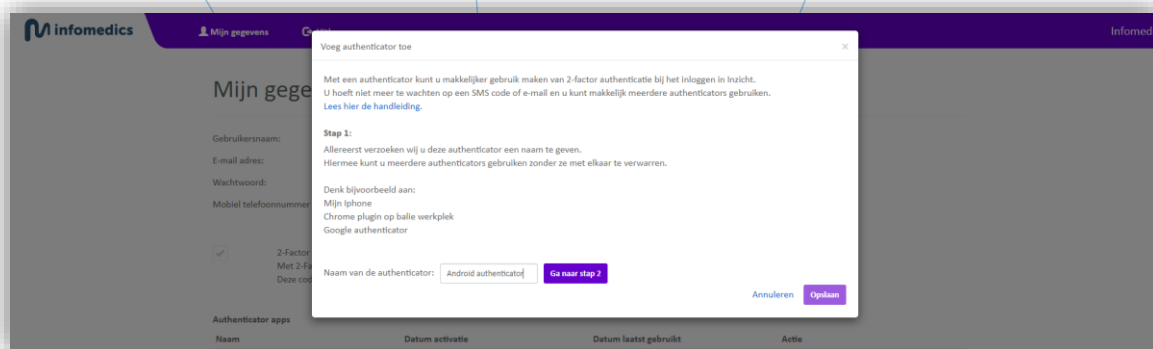 infomedics
Mijn gegevens
Infomed
Voeg authenticator toe
×
Met een authenticator kunt u makkelijker gebruik maken van 2-factor authenticatie bij het inloggen in Inzicht.
U hoeft niet meer te wachten op een SMS code of e-mail en u kunt makkelijk meerdere authenticators gebruiken.
Lees hier de handleiding.
Stap 1:
Allereerst verzoeken wij u deze authenticator een naam te geven.
Hiermee kunt u meerdere authenticators gebruiken zonder ze met elkaar te verwarren.
Denk bijvoorbeeld aan:
Mijn Iphone
Chrome plugin op balie werkplek
Google authenticator
Naam van de authenticator: Android authenticator Ga naar stap 2
Annuleren Opslaan
Mijn gege
Gebruikersnaam:
E-mail adres:
Wachtwoord:
Mobiel telefoonnummer
2-Factor
Met 2-Fa
Deze cod
Authenticator apps
Naam Datum activatie Datum laatst gebruikt Actie